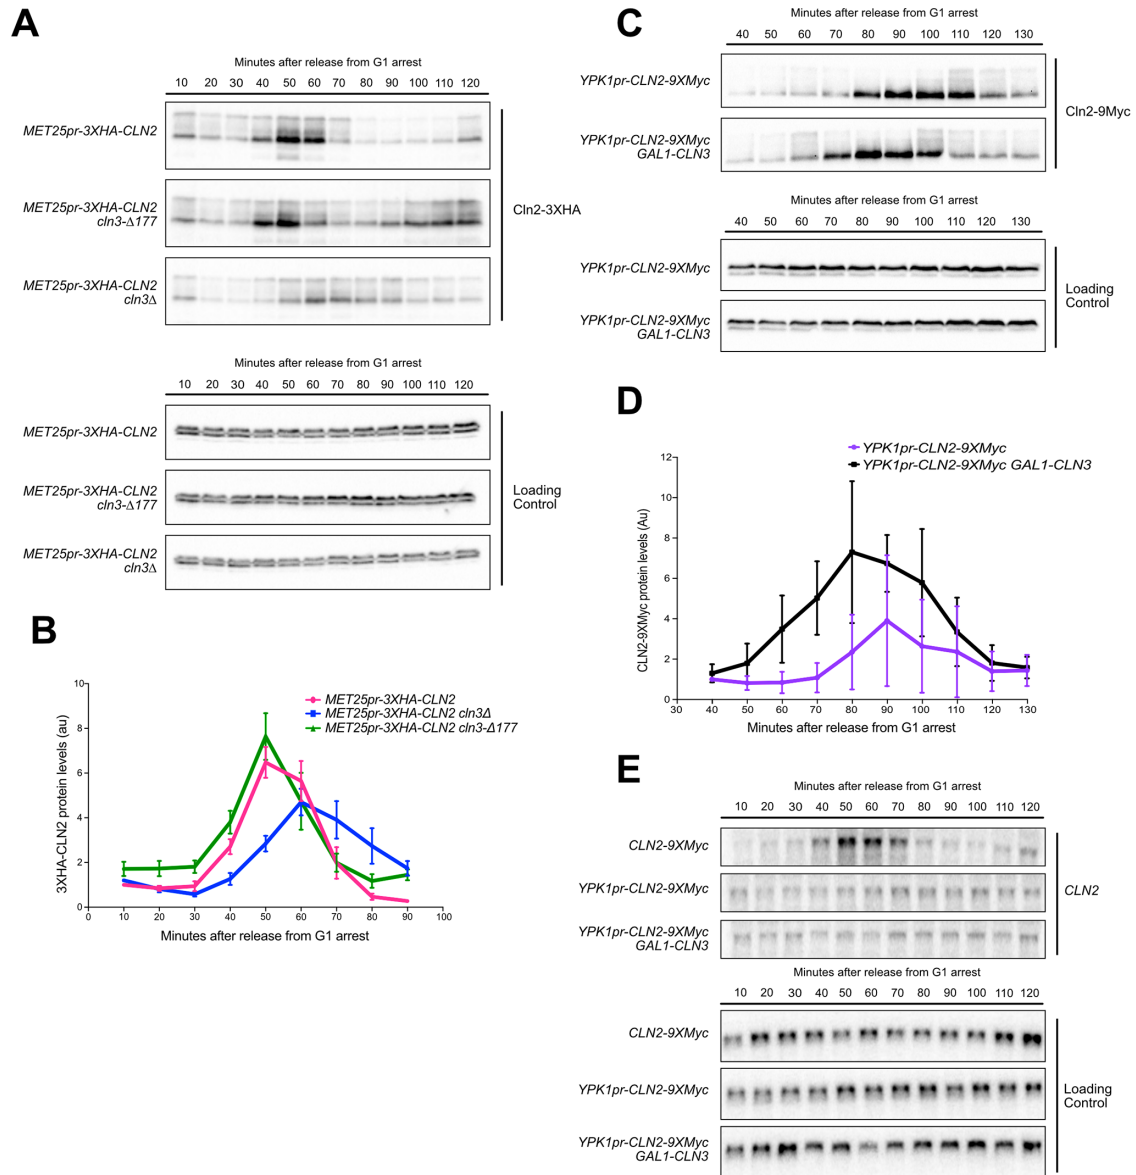 A
Minutes after release from G1 arrest
10 20 30 40 50 60 70 80 90 100 110 120
MET25pr-3XHA-CLN2
MET25pr-3XHA-CLN2
cln3-Δ177
MET25pr-3XHA-CLN2
cln3Δ
Cln2-3XHA
Minutes after release from G1 arrest
10 20 30 40 50 60 70 80 90 100 110 120
MET25pr-3XHA-CLN2
MET25pr-3XHA-CLN2
cln3-Δ177
MET25pr-3XHA-CLN2
cln3Δ
Loading
Control
B
MET25pr-3XHA-CLN2
MET25pr-3XHA-CLN2 cln3Δ
MET25pr-3XHA-CLN2 cln3-Δ177
3XHA-CLN2 protein levels (au)
10
8
6
4
2
0
0 10 20 30 40 50 60 70 80 90 100
Minutes after release from G1 arrest
C
Minutes after release from G1 arrest
40 50 60 70 80 90 100 110 120 130
YPK1pr-CLN2-9XMyc
YPK1pr-CLN2-9XMyc
GAL1-CLN3
Cln2-9Myc
Minutes after release from G1 arrest
40 50 60 70 80 90 100 110 120 130
YPK1pr-CLN2-9XMyc
YPK1pr-CLN2-9XMyc
GAL1-CLN3
Loading
Control
D
YPK1pr-CLN2-9XMyc
YPK1pr-CLN2-9XMyc GAL1-CLN3
CLN2-9XMyc protein levels (Au)
12
10
8
6
4
2
0
30 40 50 60 70 80 90 100 110 120 130
Minutes after release from G1 arrest
E
Minutes after release from G1 arrest
10 20 30 40 50 60 70 80 90 100 110 120
CLN2-9XMyc
YPK1pr-CLN2-9XMyc
YPK1pr-CLN2-9XMyc
GAL1-CLN3
CLN2
Minutes after release from G1 arrest
10 20 30 40 50 60 70 80 90 100 110 120
CLN2-9XMyc
YPK1pr-CLN2-9XMyc
YPK1pr-CLN2-9XMyc
GAL1-CLN3
Loading
Control